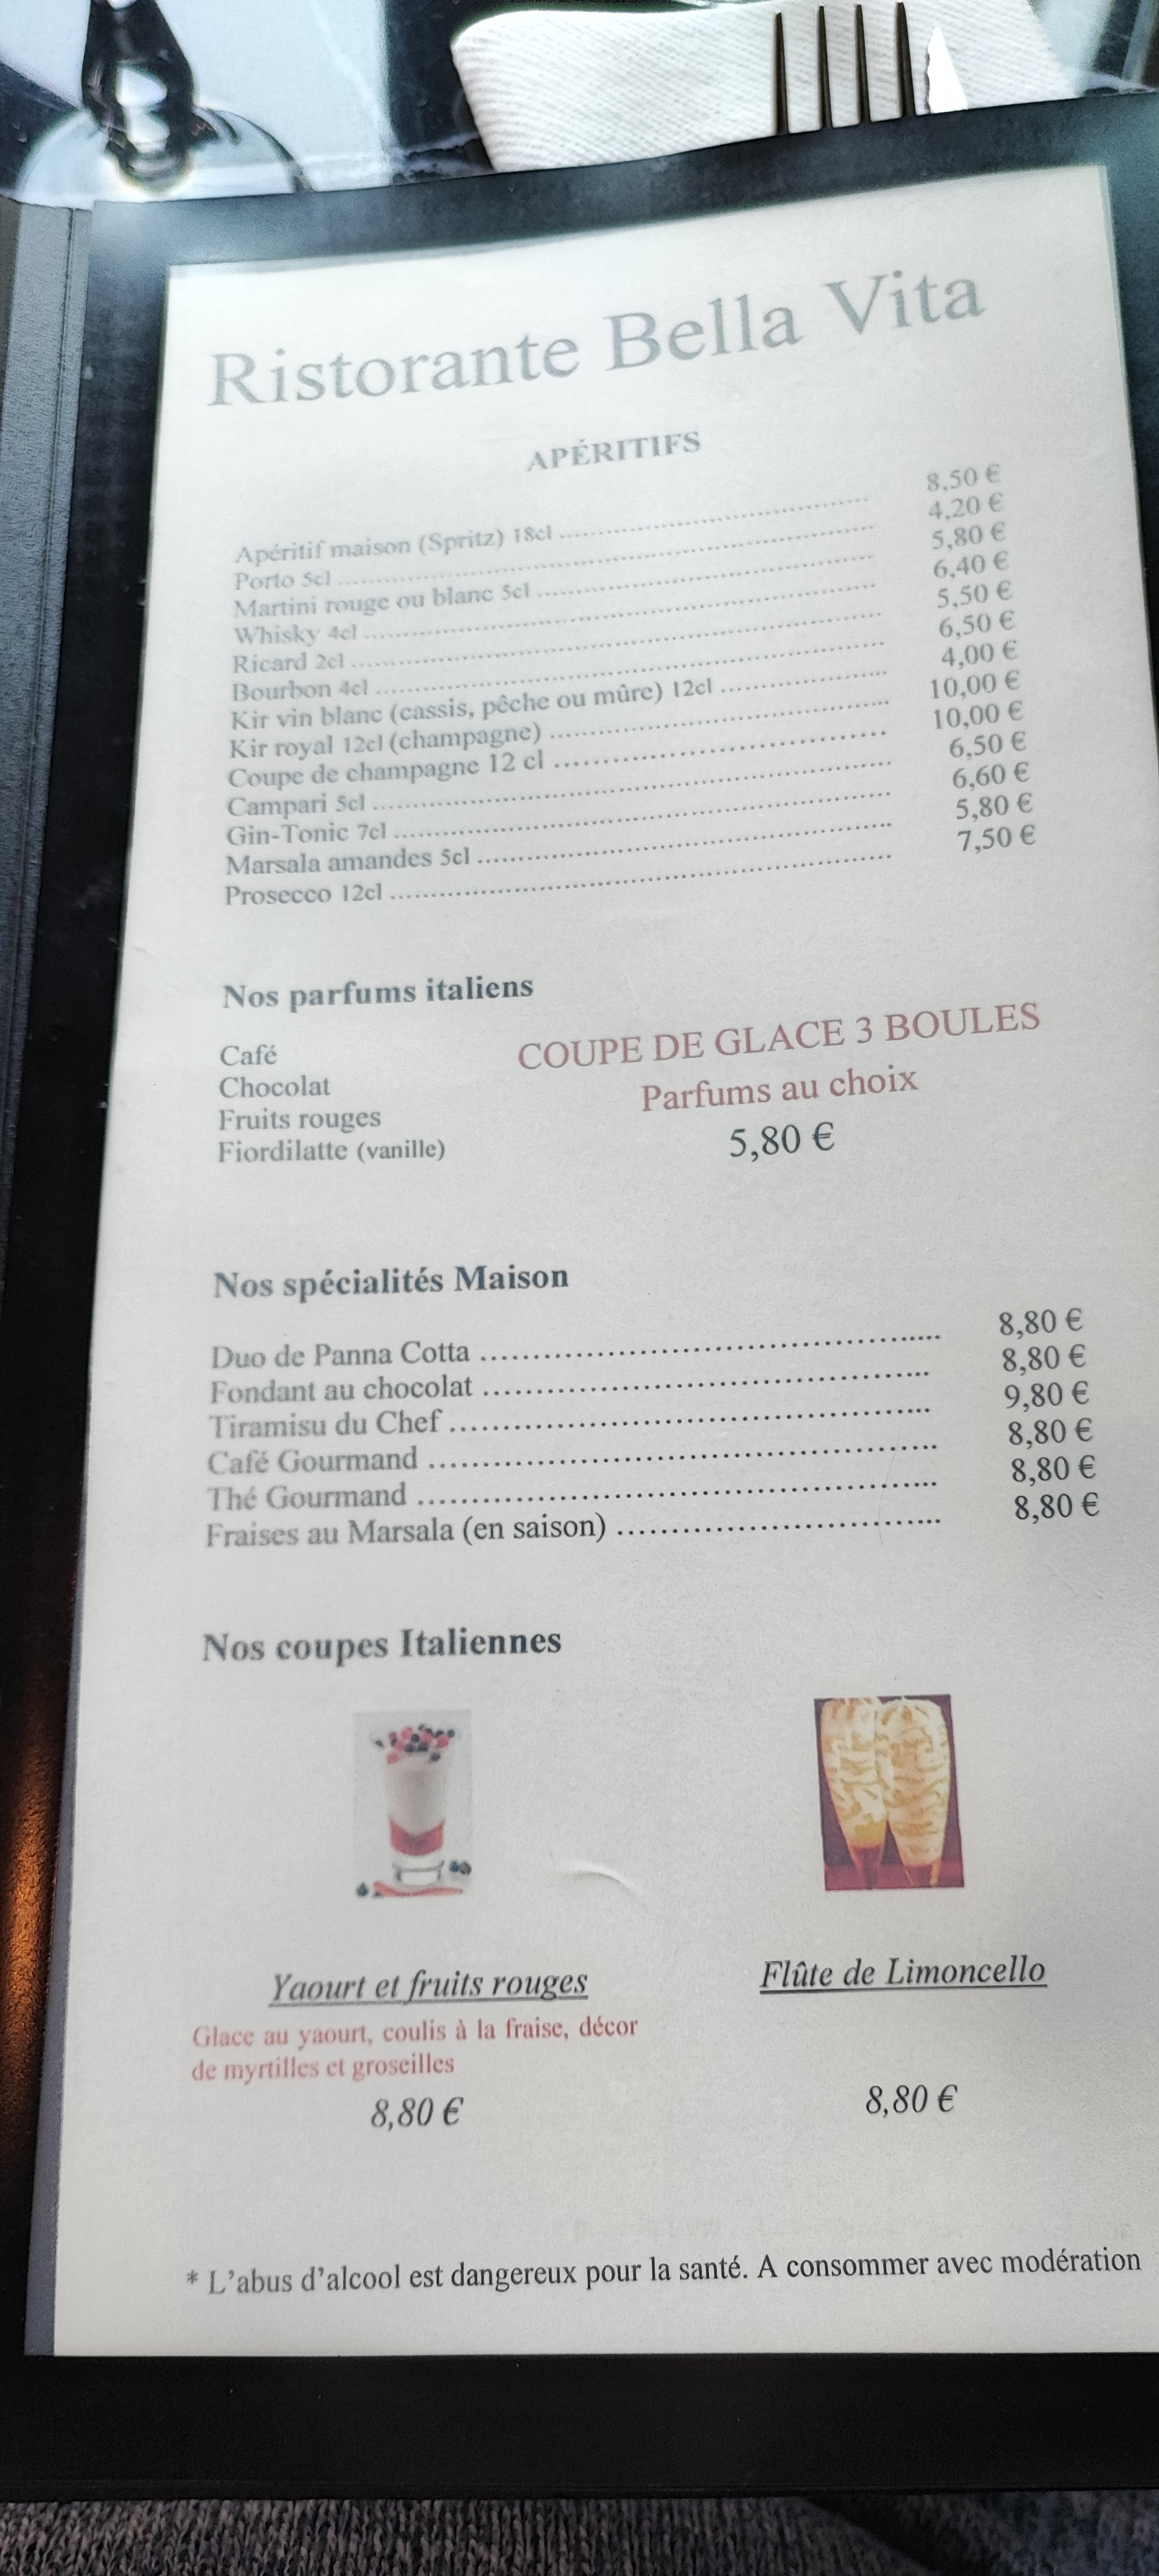 Ristorante Bella Vita
APÉRITIFS
Apéritif maison (Spritz) 18cl ........ 8,50 €
Porto 5cl ........ 4,20 €
Martini rouge ou blanc 5cl ........ 5,80 €
Whisky 4cl ........ 6,40 €
Ricard 2cl ........ 5,50 €
Bourbon 4cl ........ 6,50 €
Kir vin blanc (cassis, pêche ou mûre) 12cl ........ 4,00 €
Kir royal 12cl (champagne) ........ 10,00 €
Coupe de champagne 12 cl ........ 10,00 €
Campari 5cl ........ 6,50 €
Gin-Tonic 7cl ........ 6,60 €
Marsala amandes 5cl ........ 5,80 €
Prosecco 12cl ........ 7,50 €
Nos parfums italiens
Café
Chocolat
Fruits rouges
Fiordilatte (vanille)
COUPE DE GLACE 3 BOULES
Parfums au choix
5,80 €
Nos spécialités Maison
Duo de Panna Cotta ........ 8,80 €
Fondant au chocolat ........ 8,80 €
Tiramisu du Chef ........ 9,80 €
Café Gourmand ........ 8,80 €
Thé Gourmand ........ 8,80 €
Fraises au Marsala (en saison) ........ 8,80 €
Nos coupes Italiennes
Yaourt et fruits rouges
Glace au yaourt, coulis à la fraise, décor
de myrtilles et groseilles
8,80 €
Flûte de Limoncello
8,80 €
* L'abus d'alcool est dangereux pour la santé. A consommer avec modération